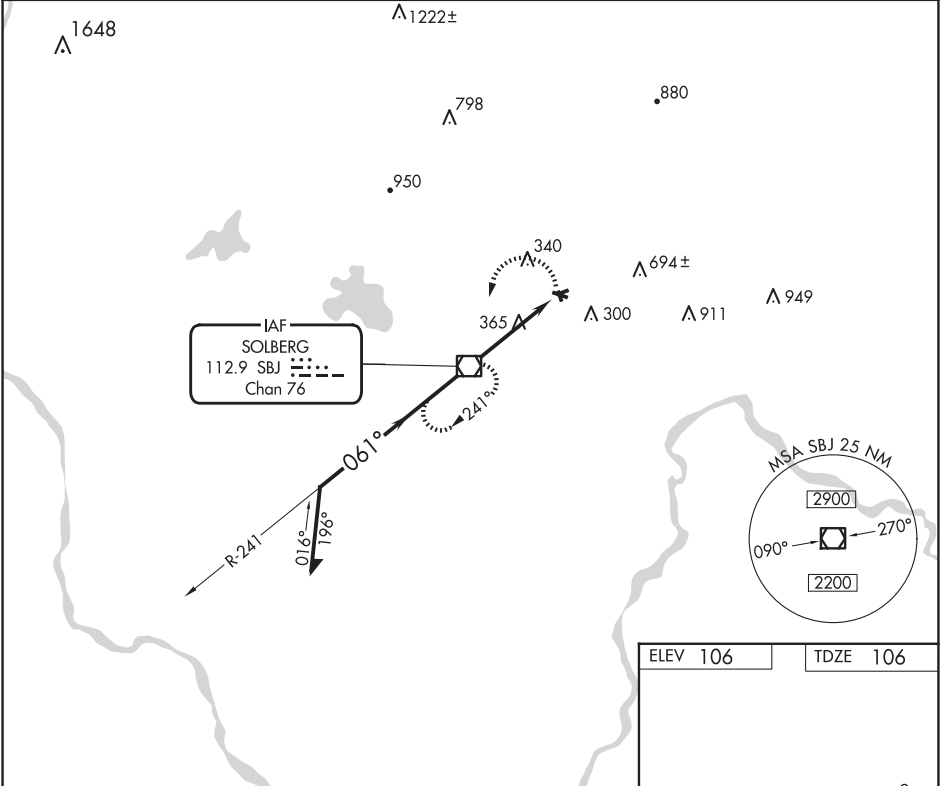 1222±
1648
798
880
950
340
694±
949
365
300
911
IAF
SOLBERG
112.9 SBJ
Chan 76
241°
061°
MSA SBJ 25 NM
2900
090°
270°
2200
R-241
016°
196°
ELEV 106
TDZE 106